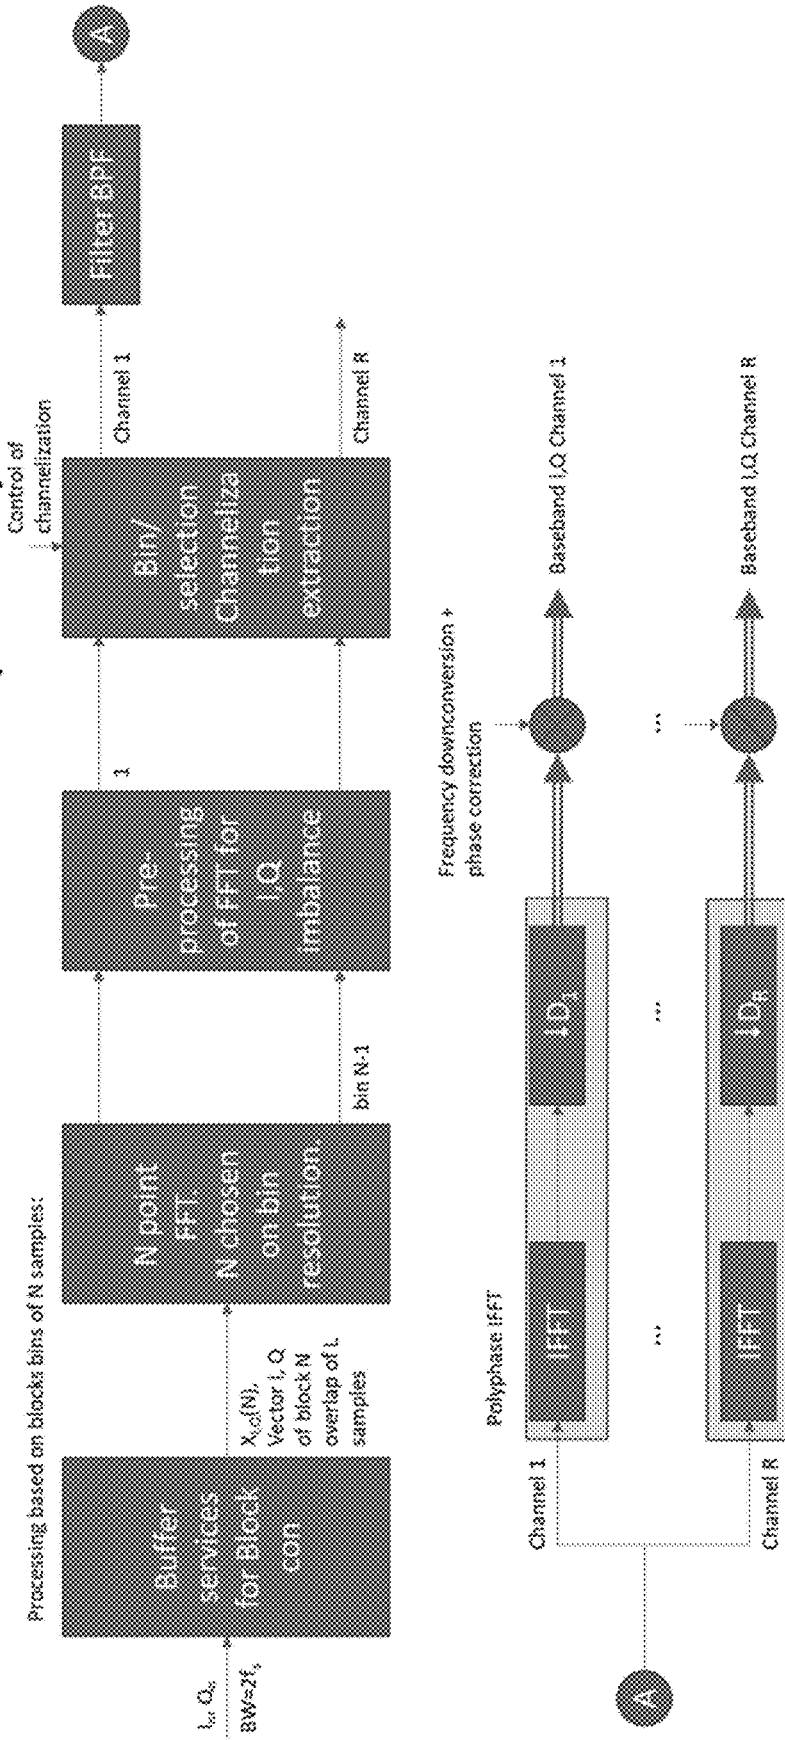 Processing based on blocks bins of N samples:
BW=2fs
Buffer
services
for Block
con
Vector I, Q
of block N
overlap of L
samples
N point
FFT.
N chosen
on bin
resolution.
bin N-1
Pre-
processing
of FFT for
I,Q
imbalance
1
Control of
channelization
Bin/
selection
Channeliza
tion
extraction
Channel 1
Channel R
Filter BPF
A
A
Channel 1
Channel R
Polyphase IFFT
IFFT
...
IFFT
↓D1
...
↓DR
Frequency downconversion +
phase correction
...
Baseband I,Q Channel 1
Baseband I,Q Channel R